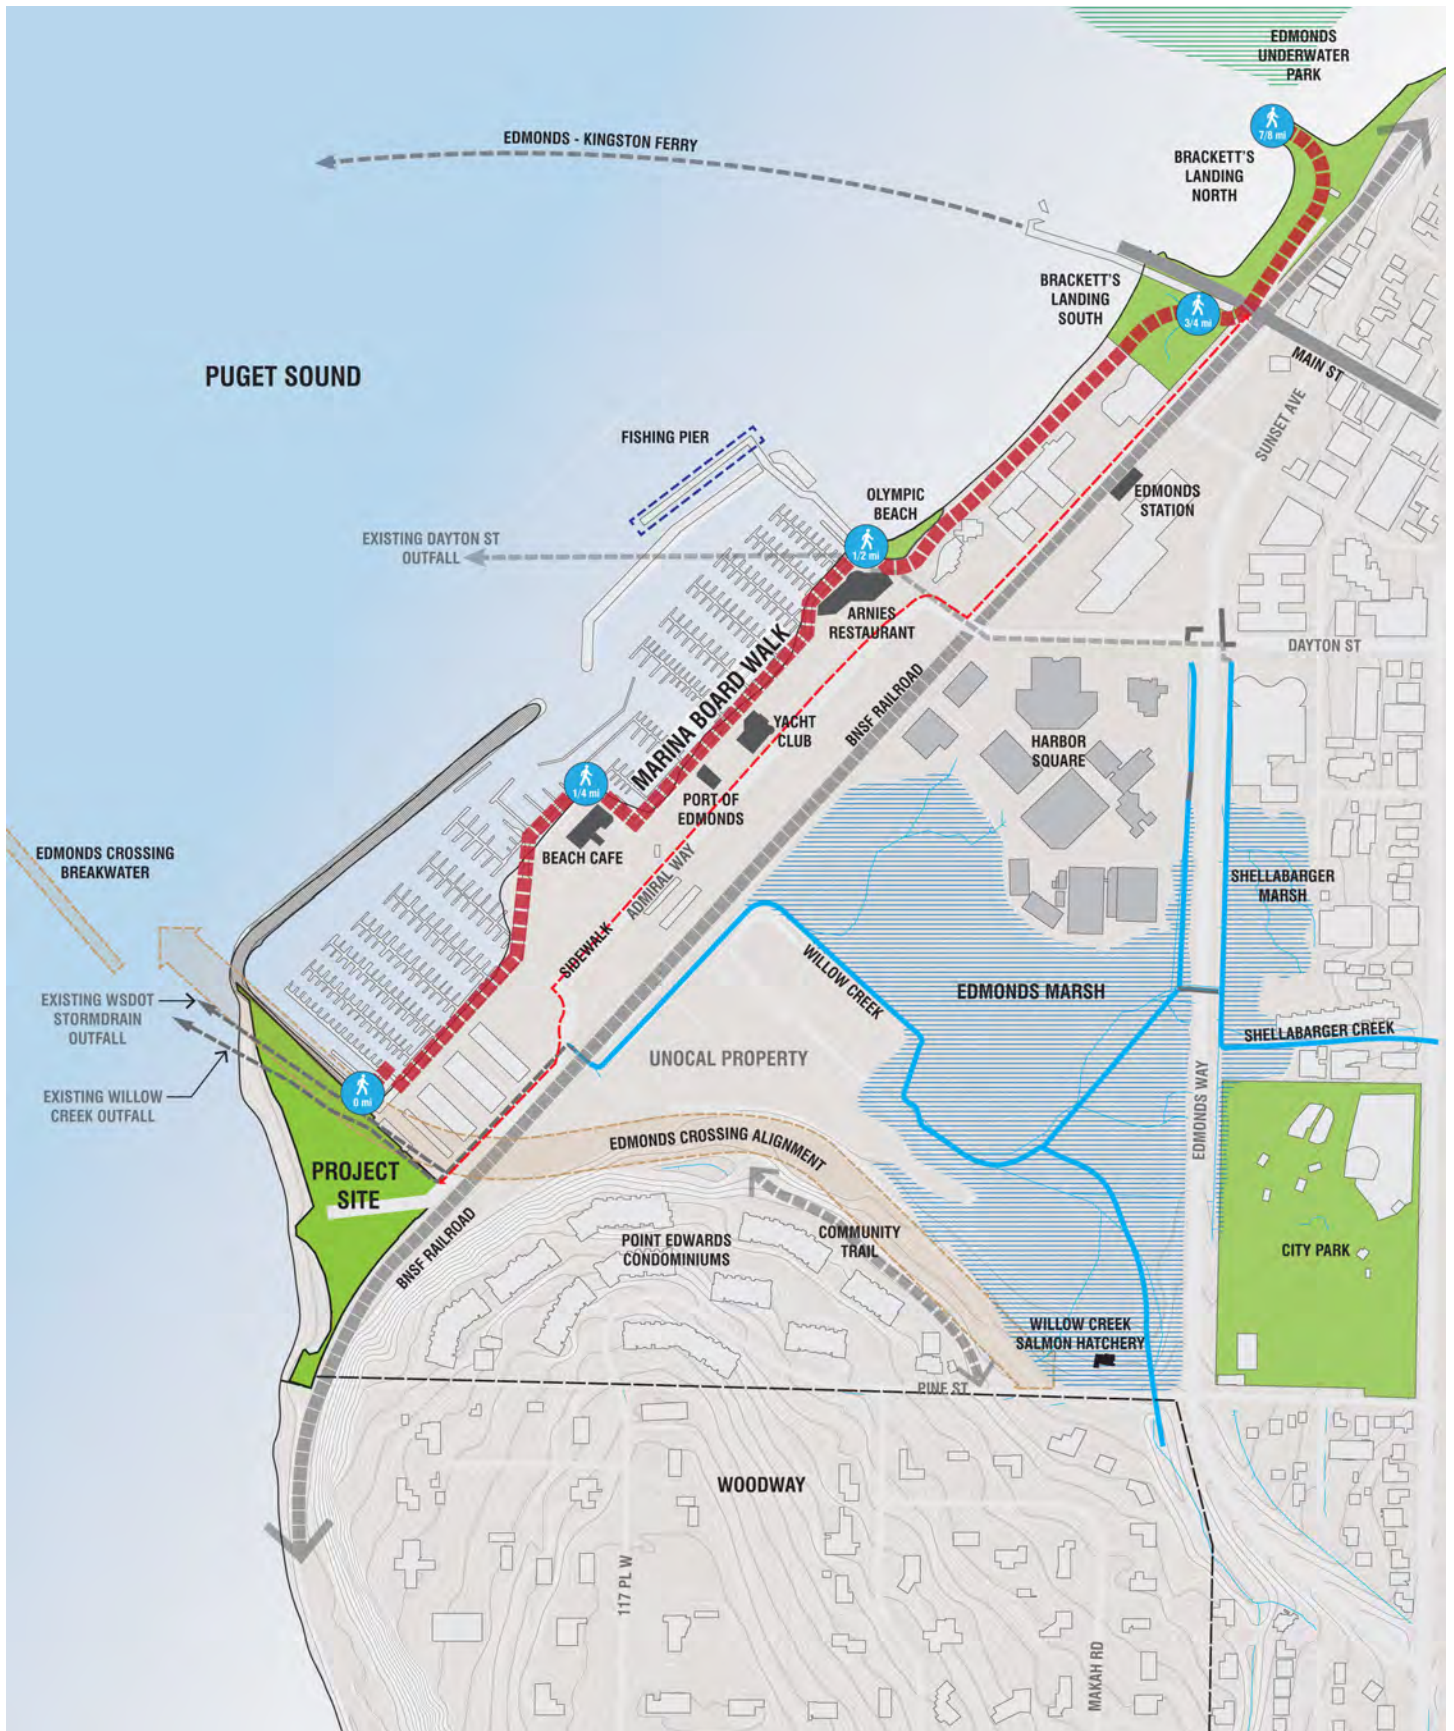 EDMONDS
UNDERWATER
PARK
7/8 mi
EDMONDS - KINGSTON FERRY
BRACKETT'S
LANDING
NORTH
BRACKETT'S
LANDING
SOUTH
3/4 mi
MAIN ST
PUGET SOUND
SUNSET AVE
FISHING PIER
OLYMPIC
BEACH
EDMONDS
STATION
EXISTING DAYTON ST
OUTFALL
1/2 mi
ARNIES
RESTAURANT
DAYTON ST
MARINA BOARD WALK
BNSF RAILROAD
YACHT
CLUB
HARBOR
SQUARE
1/4 mi
PORT OF
EDMONDS
BEACH CAFE
EDMONDS CROSSING
BREAKWATER
ADMIRAL WAY
SHELLABARGER
MARSH
SIDEWALK
WILLOW CREEK
EDMONDS MARSH
EXISTING WSDOT
STORMDRAIN
OUTFALL
SHELLABARGER CREEK
UNOCAL PROPERTY
EXISTING WILLOW
CREEK OUTFALL
0 mi
EDMONDS WAY
EDMONDS CROSSING ALIGNMENT
PROJECT
SITE
BNSF RAILROAD
POINT EDWARDS
CONDOMINIUMS
COMMUNITY
TRAIL
CITY PARK
WILLOW CREEK
SALMON HATCHERY
PINE ST
WOODWAY
117 PL W
MAKAH RD